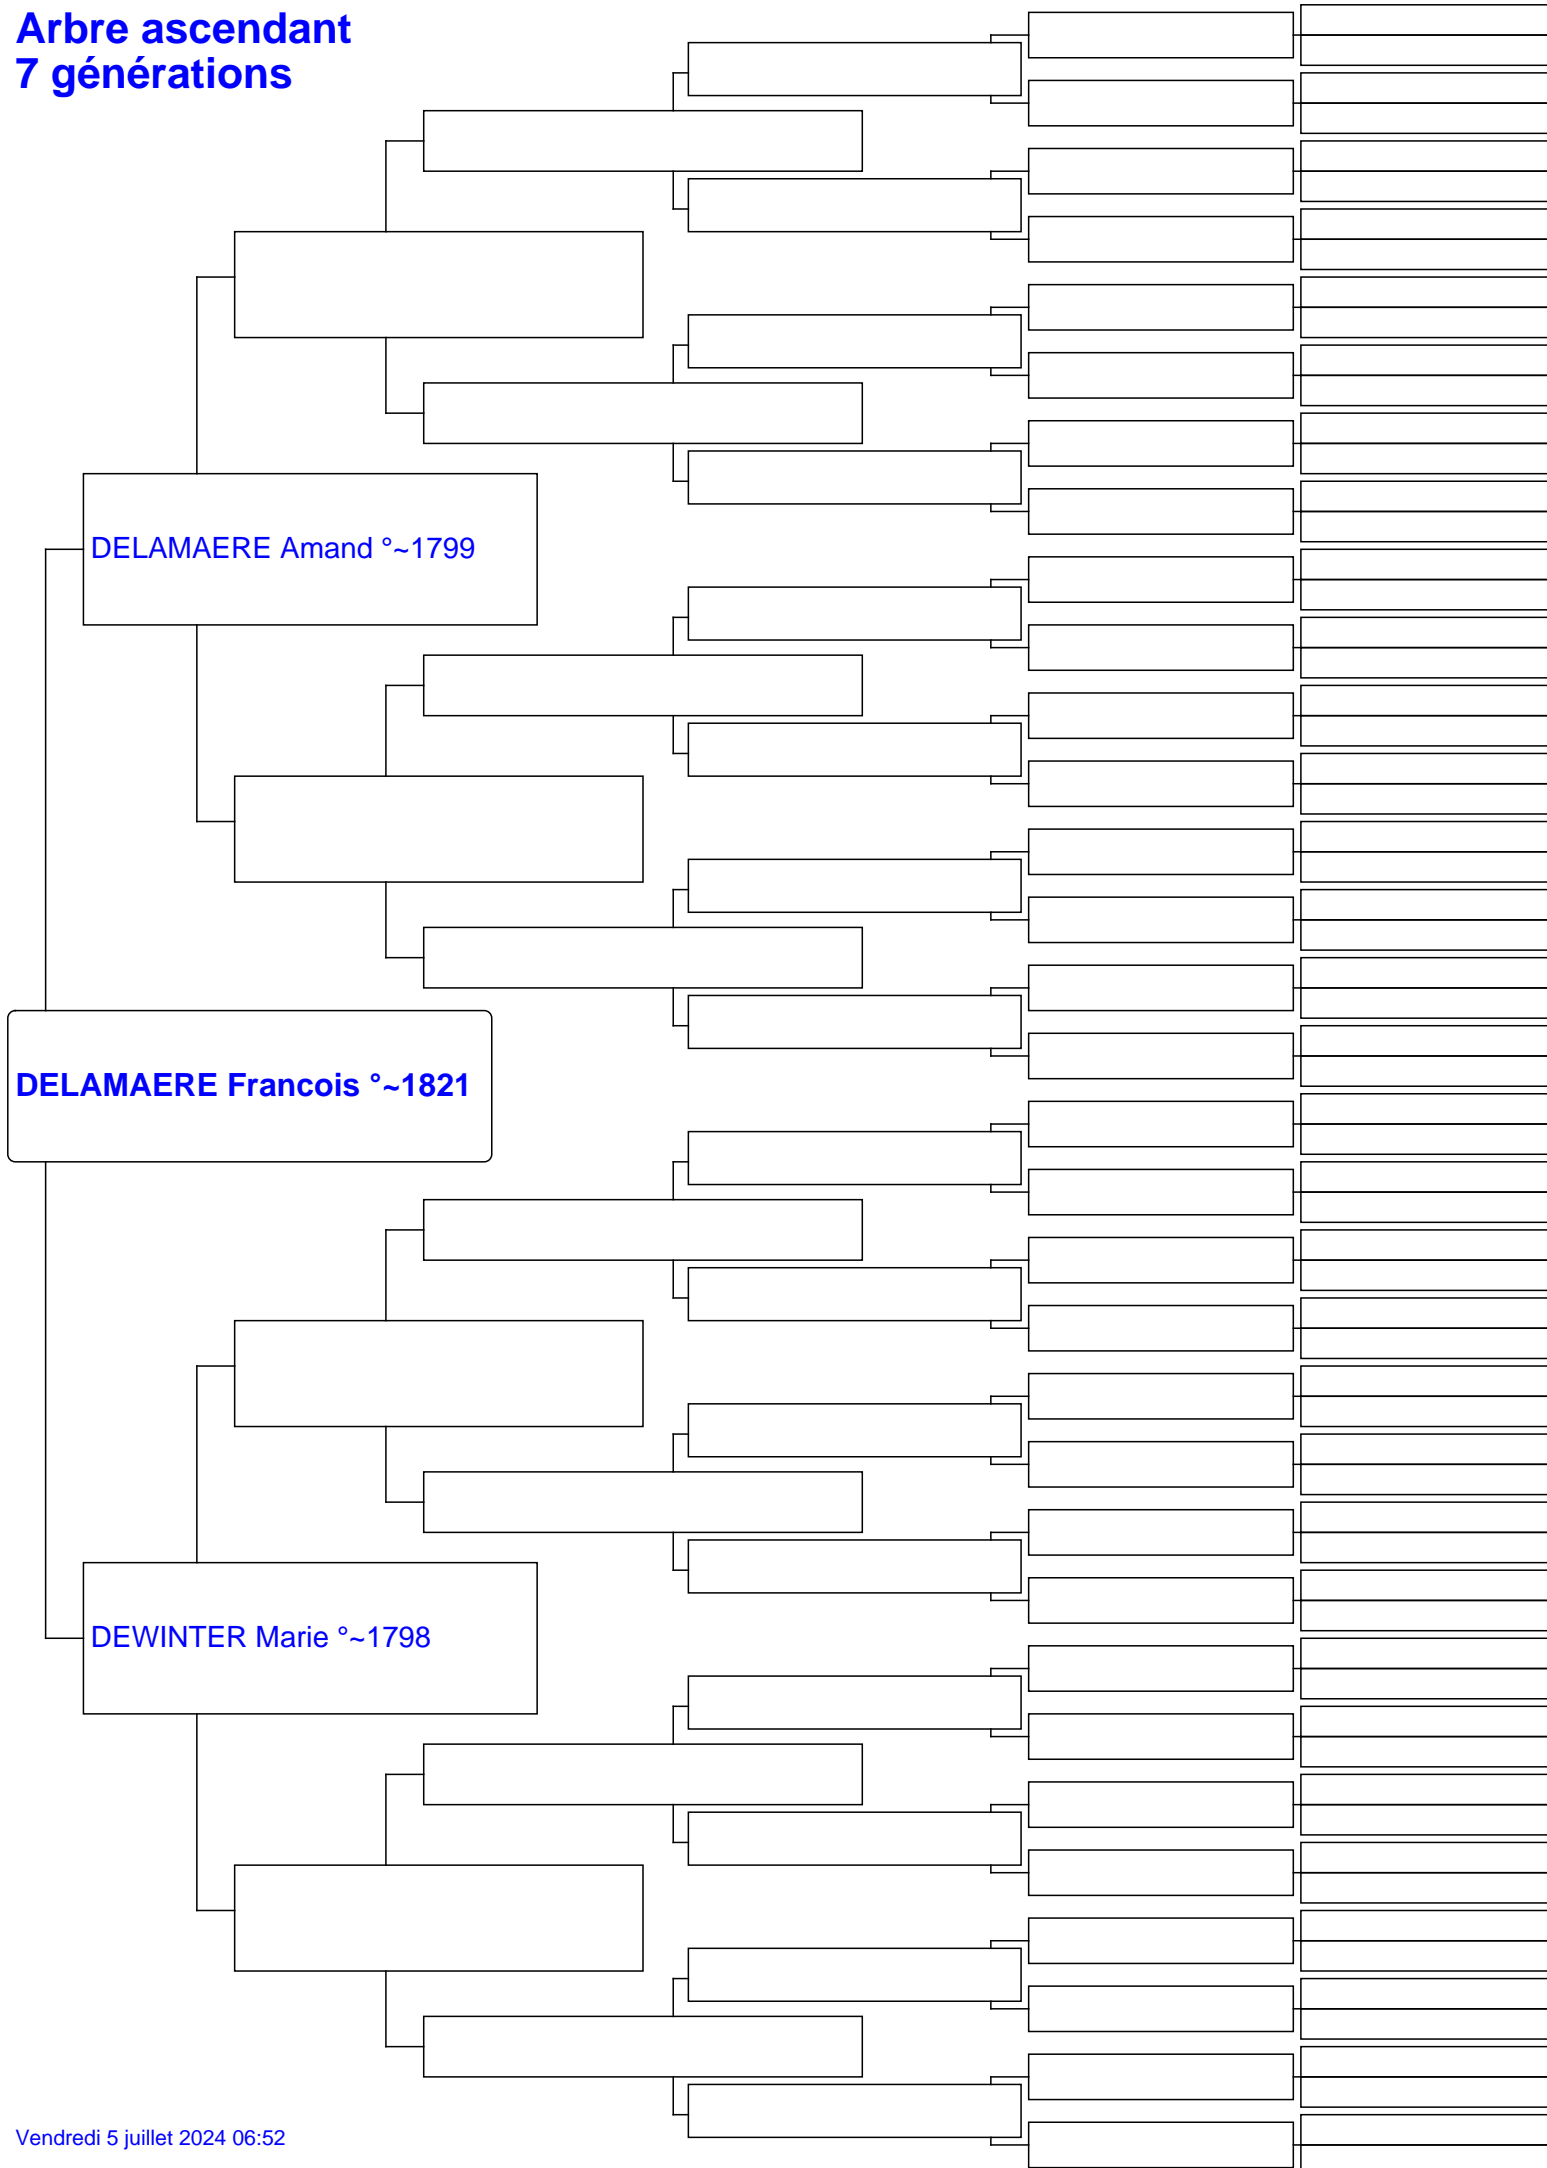 Arbre ascendant
7 générations
DELAMAERE Amand °~1799
DELAMAERE Francois °~1821
DEWINTER Marie °~1798
Vendredi 5 juillet 2024 06:52